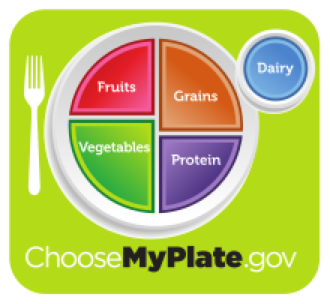 Dairy
Fruits
Grains
Vegetables
Protein
ChooseMyPlate.gov